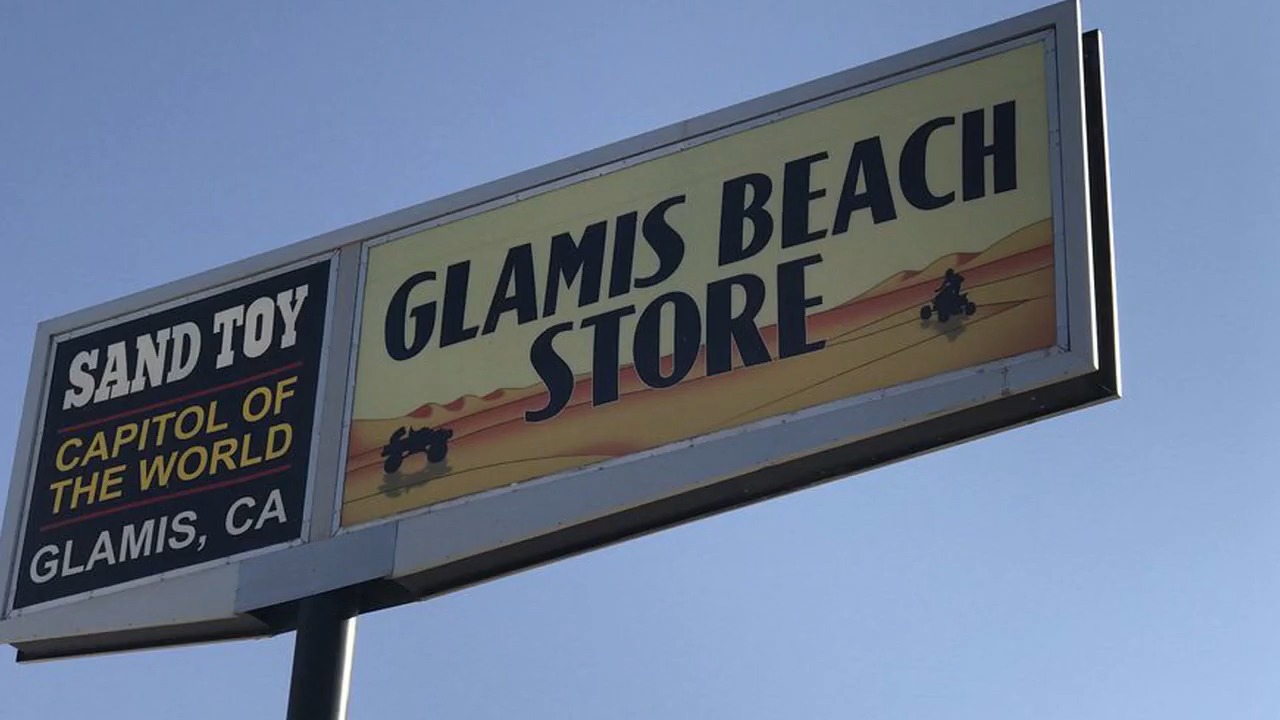 SAND TOY
CAPITOL OF
THE WORLD
GLAMIS, CA
GLAMIS BEACH
STORE